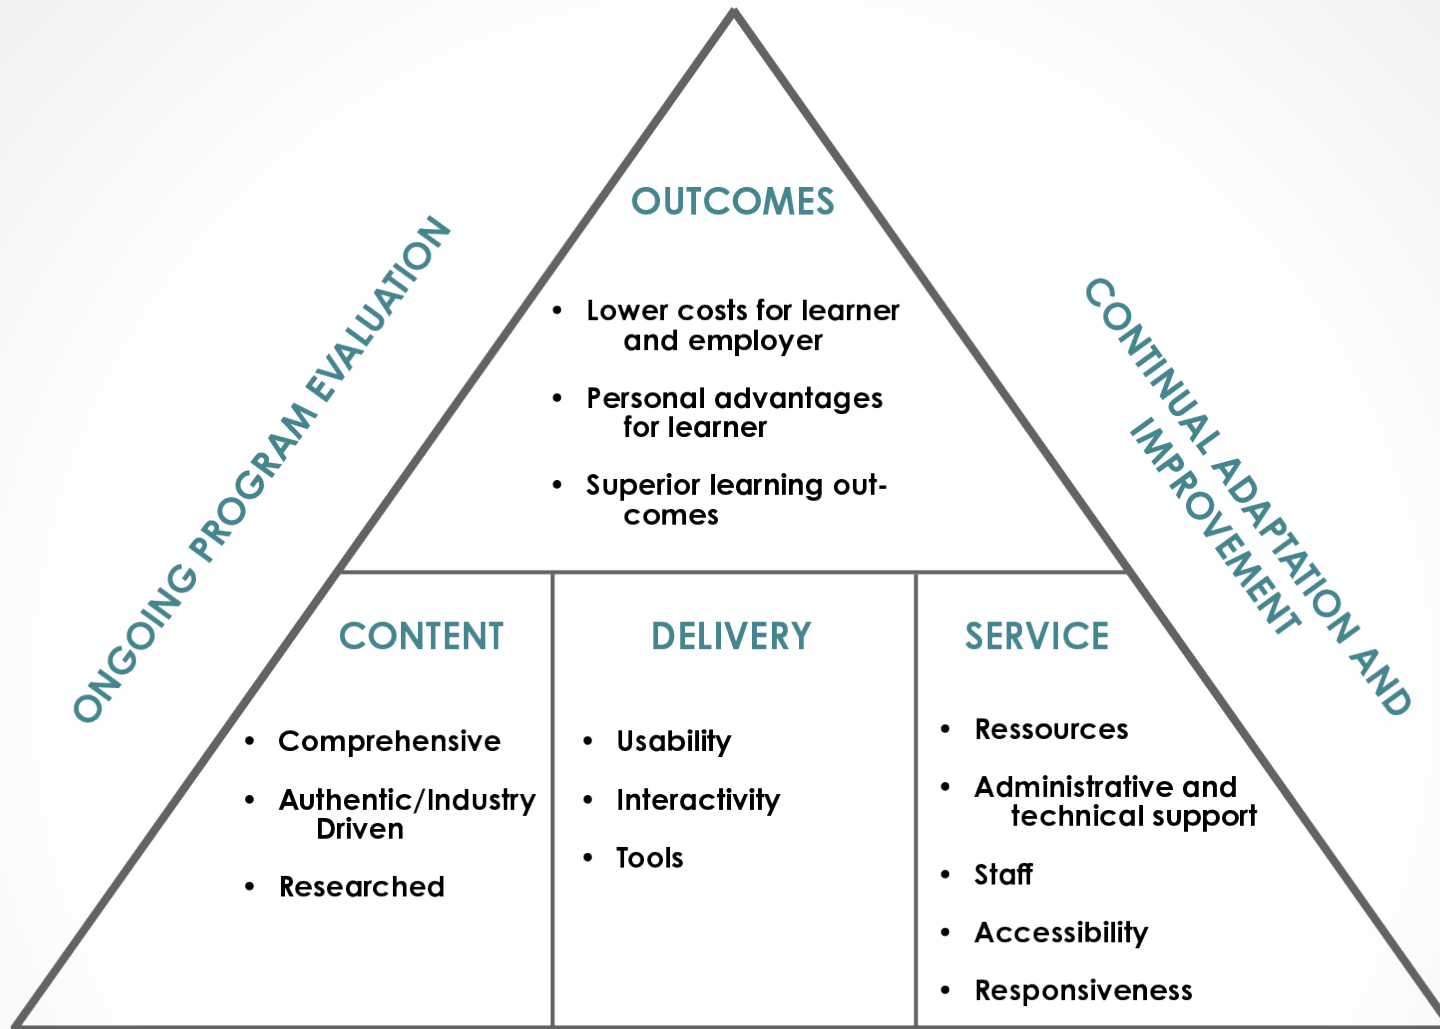 OUTCOMES
• Lower costs for learner
and employer
• Personal advantages
for learner
• Superior learning out-
comes
ONGOING PROGRAM EVALUATION
CONTINUAL ADAPTATION AND
IMPROVEMENT
CONTENT
• Comprehensive
• Authentic/Industry
Driven
• Researched
DELIVERY
• Usability
• Interactivity
• Tools
SERVICE
• Ressources
• Administrative and
technical support
• Staff
• Accessibility
• Responsiveness